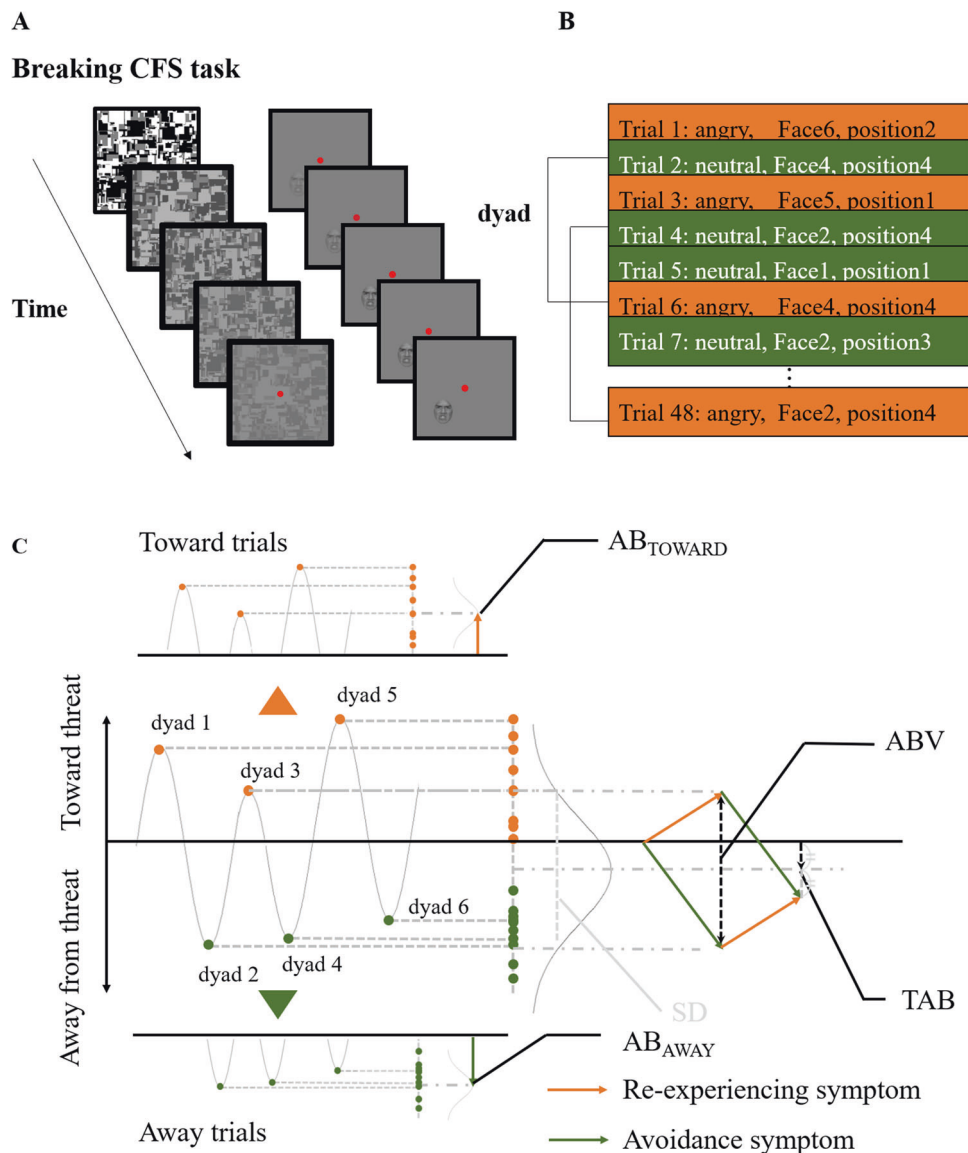 A
Breaking CFS task
Time
B
dyad
Trial 1: angry, Face6, position2
Trial 2: neutral, Face4, position4
Trial 3: angry, Face5, position1
Trial 4: neutral, Face2, position4
Trial 5: neutral, Face1, position1
Trial 6: angry, Face4, position4
Trial 7: neutral, Face2, position3
Trial 48: angry, Face2, position4
C
Toward trials
AB_TOWARD
Toward threat
Away from threat
dyad 1
dyad 3
dyad 5
dyad 2
dyad 4
dyad 6
ABV
SD
TAB
AB_AWAY
Away trials
Re-experiencing symptom
Avoidance symptom